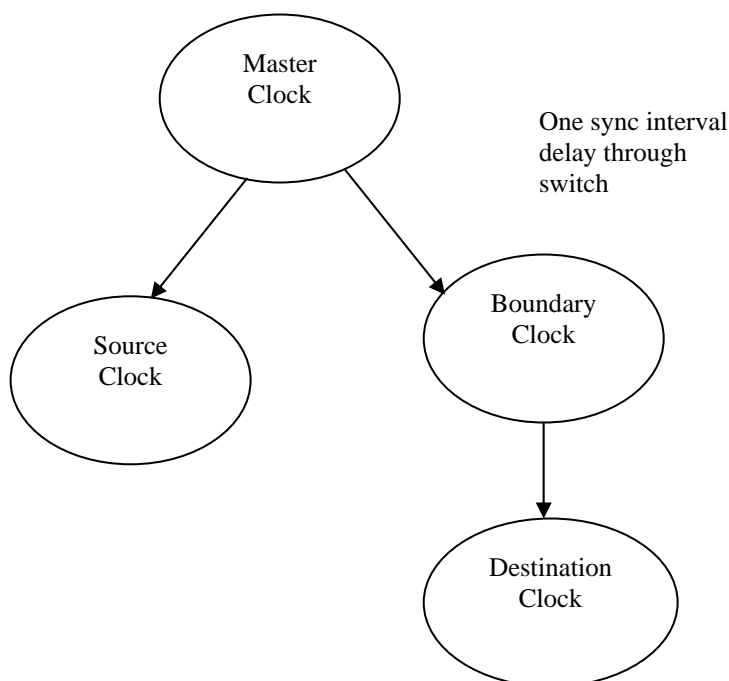 Master
Clock
One sync interval
delay through
switch
Source
Clock
Boundary
Clock
Destination
Clock